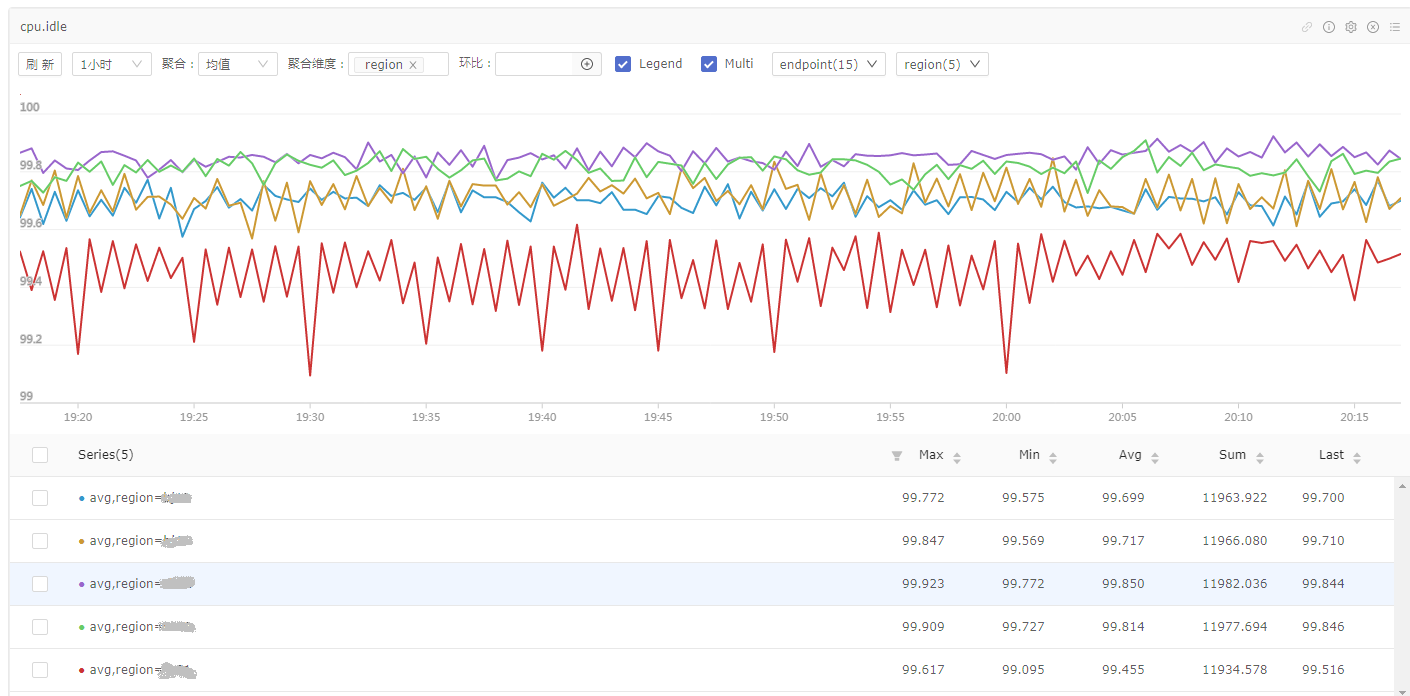 cpu.idle
刷 新 1小时 聚合： 均值 聚合维度： region × 环比： Legend Multi endpoint(15) region(5)
100
99.8
99.6
99.4
99.2
99
19:20 19:25 19:30 19:35 19:40 19:45 19:50 19:55 20:00 20:05 20:10 20:15
Series(5) Max Min Avg Sum Last
avg,region= 99.772 99.575 99.699 11963.922 99.700
avg,region= 99.847 99.569 99.717 11966.080 99.710
avg,region= 99.923 99.772 99.850 11982.036 99.844
avg,region= 99.909 99.727 99.814 11977.694 99.846
avg,region= 99.617 99.095 99.455 11934.578 99.516